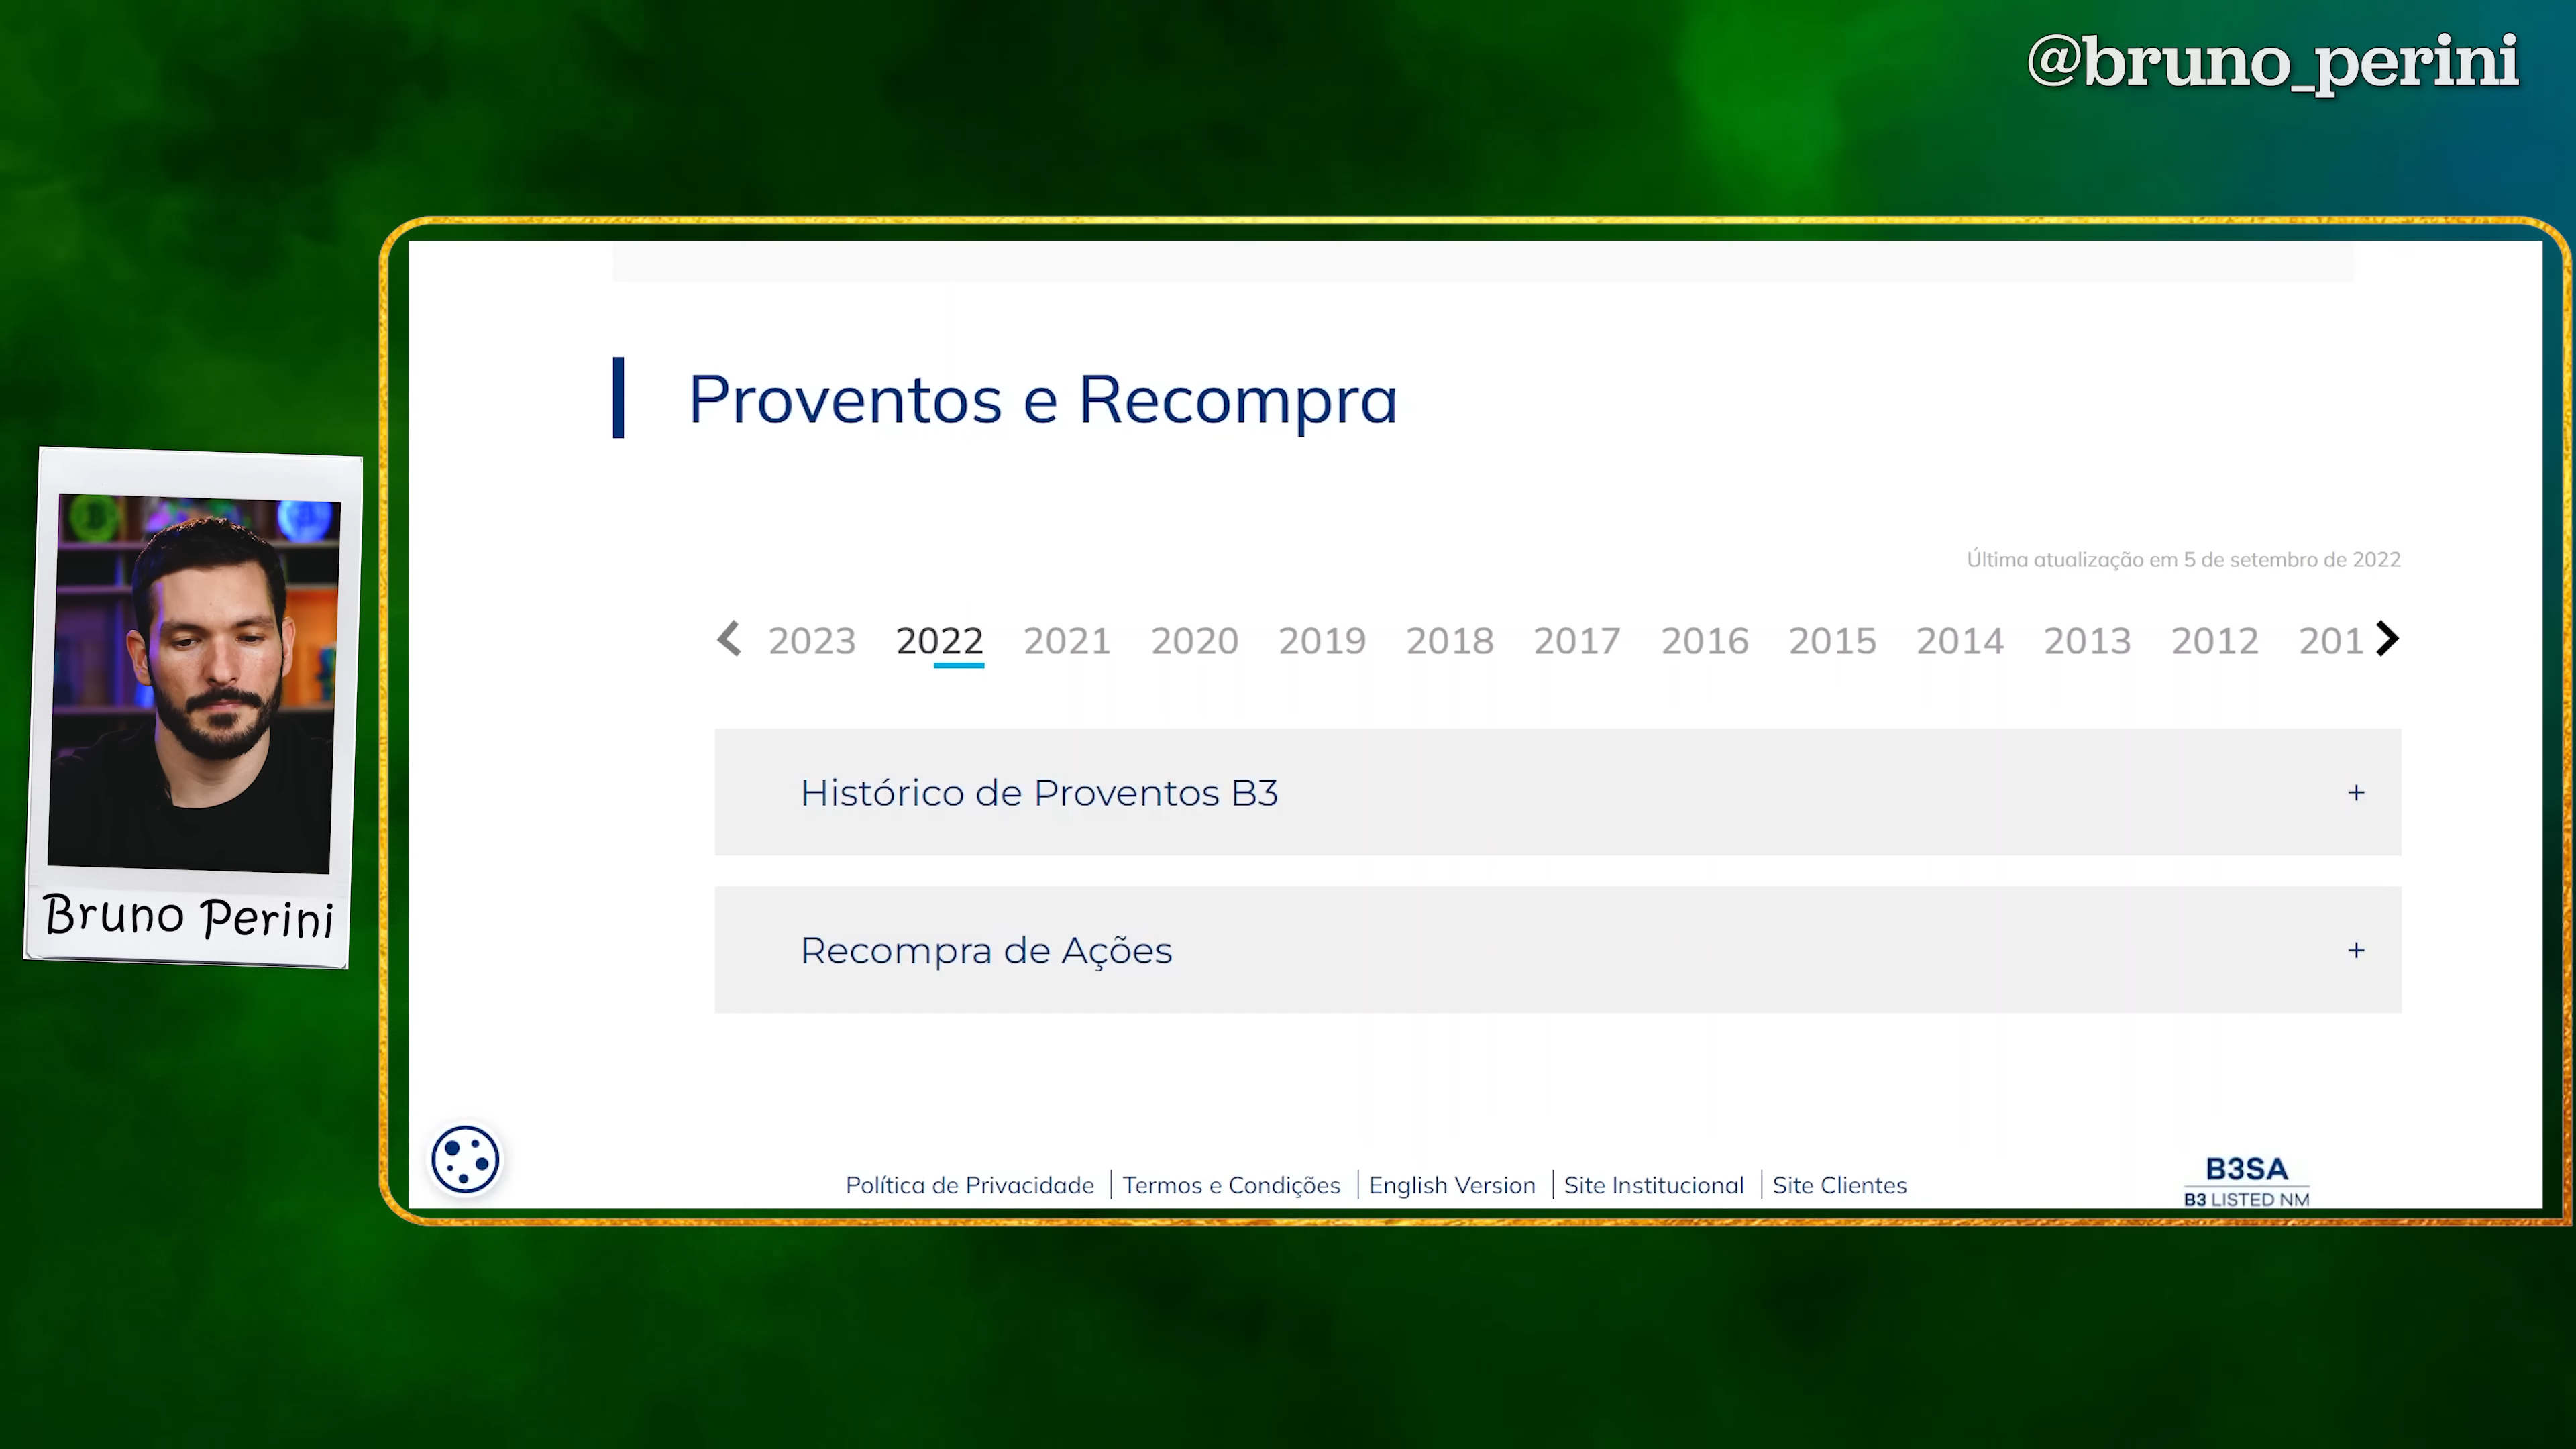 @bruno_perini
Proventos e Recompra
Última atualização em 5 de setembro de 2022
2023 2022 2021 2020 2019 2018 2017 2016 2015 2014 2013 2012 201
Histórico de Proventos B3 +
Recompra de Ações +
Bruno Perini
Política de Privacidade | Termos e Condições | English Version | Site Institucional | Site Clientes
B3SA
B3 LISTED NM